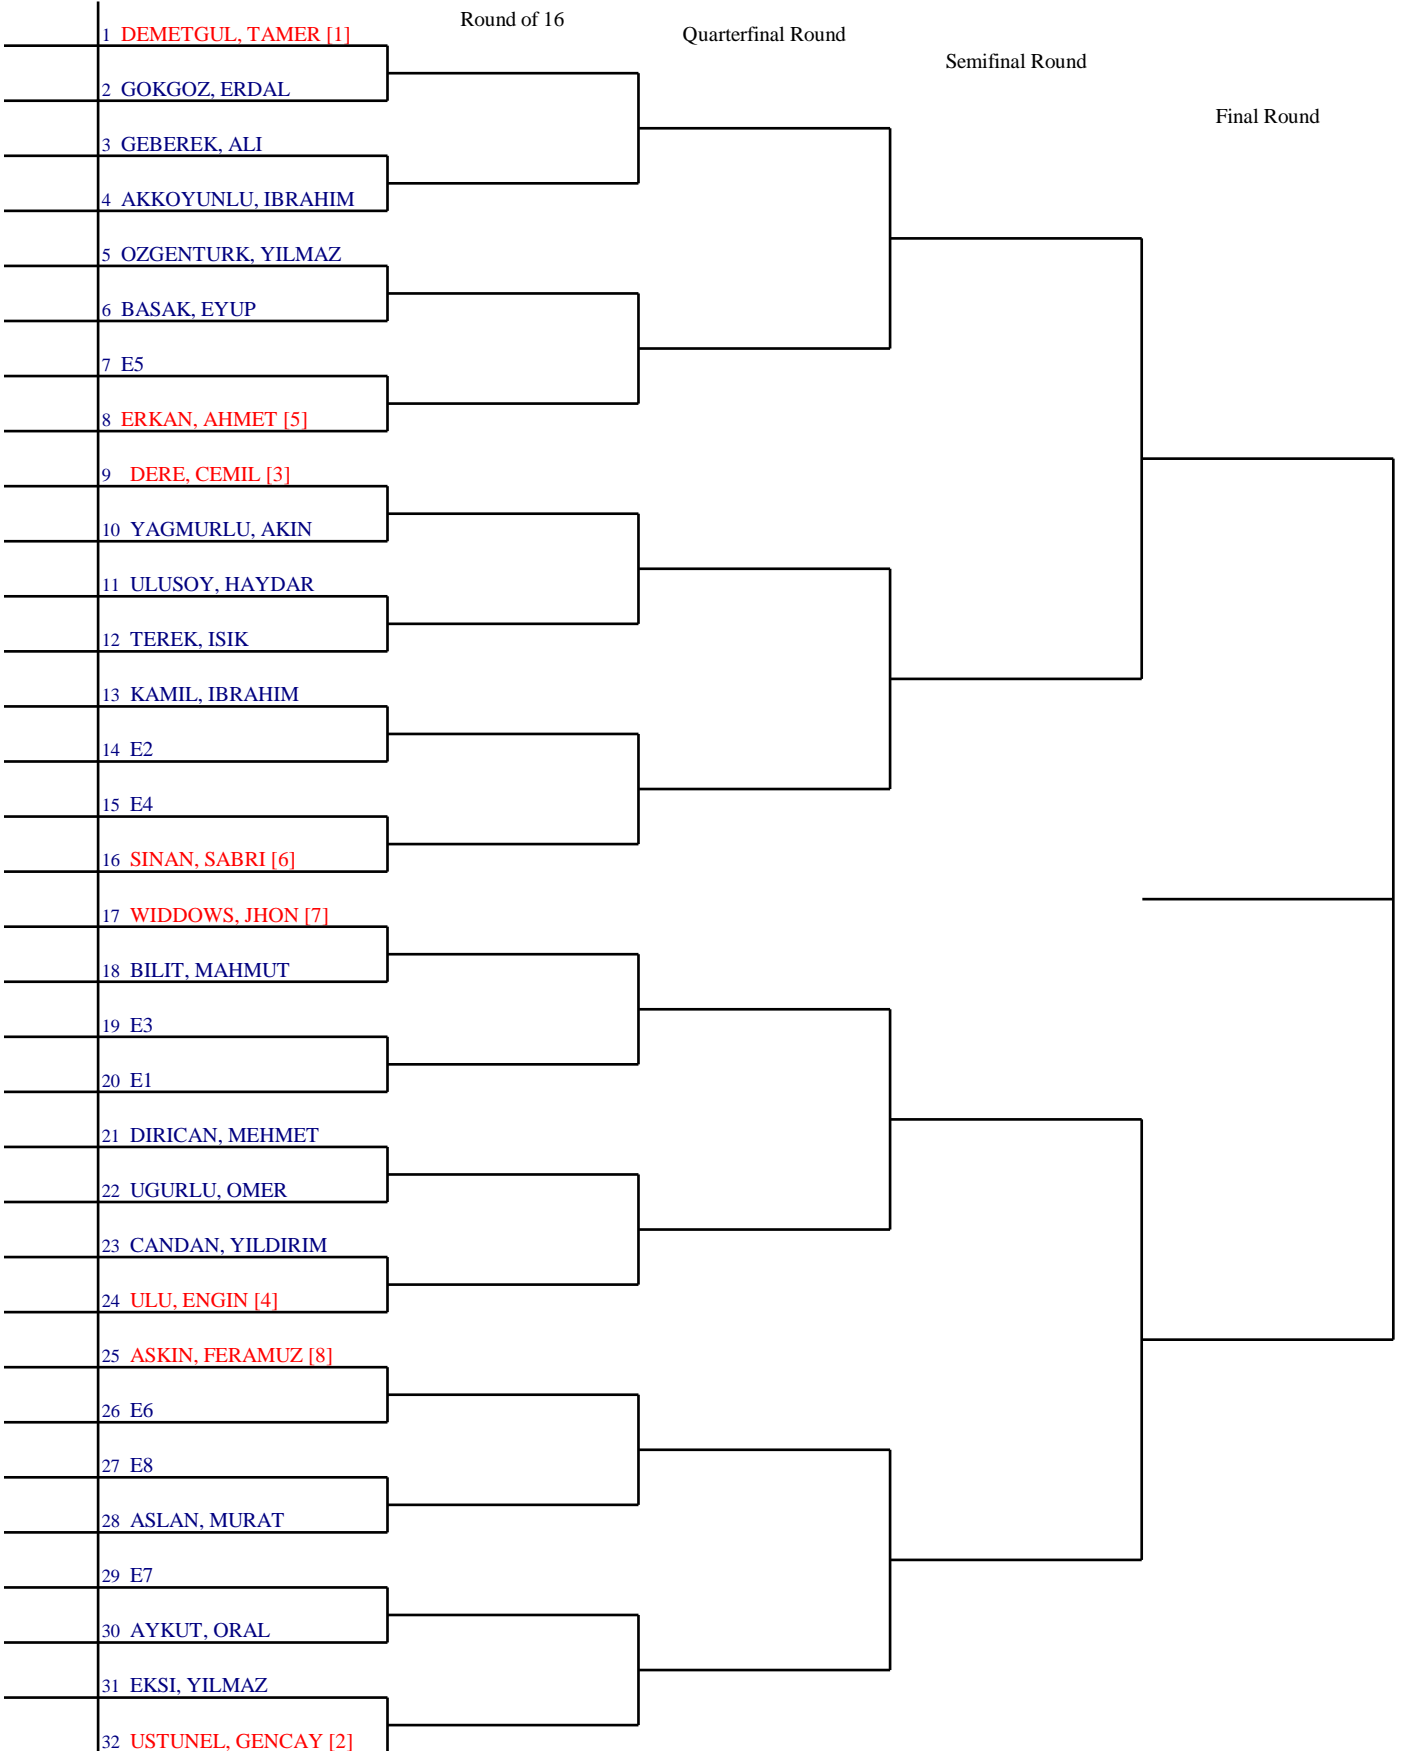 Round of 16
Quarterfinal Round
Semifinal Round
Final Round
1 DEMETGUL, TAMER [1]
2 GOKGOZ, ERDAL
3 GEBEREK, ALI
4 AKKOYUNLU, IBRAHIM
5 OZGENTURK, YILMAZ
6 BASAK, EYUP
7 E5
8 ERKAN, AHMET [5]
9 DERE, CEMIL [3]
10 YAGMURLU, AKIN
11 ULUSOY, HAYDAR
12 TEREK, ISIK
13 KAMIL, IBRAHIM
14 E2
15 E4
16 SINAN, SABRI [6]
17 WIDDOWS, JHON [7]
18 BILIT, MAHMUT
19 E3
20 E1
21 DIRICAN, MEHMET
22 UGURLU, OMER
23 CANDAN, YILDIRIM
24 ULU, ENGIN [4]
25 ASKIN, FERAMUZ [8]
26 E6
27 E8
28 ASLAN, MURAT
29 E7
30 AYKUT, ORAL
31 EKSI, YILMAZ
32 USTUNEL, GENCAY [2]